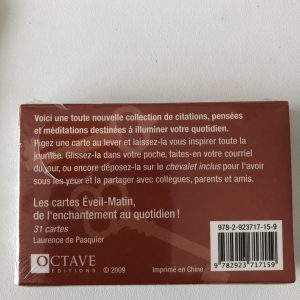 Voici une toute nouvelle collection de citations, pensées
et méditations destinées à illuminer votre quotidien.
Pigez une carte au lever et laissez-la vous inspirer toute
la journée. Glissez-la dans votre poche, faites-en votre courriel
du jour, ou encore déposez-la sur le chevalet inclus pour l'avoir
sous les yeux et la partager avec collègues, parents et amis.
Les cartes Éveil-Matin,
de l'enchantement au quotidien !
31 cartes
Laurence de Pasquier
978-2-923717-15-9
9 782923 717159
OCTAVE
ÉDITIONS
© 2009
Imprimé en Chine